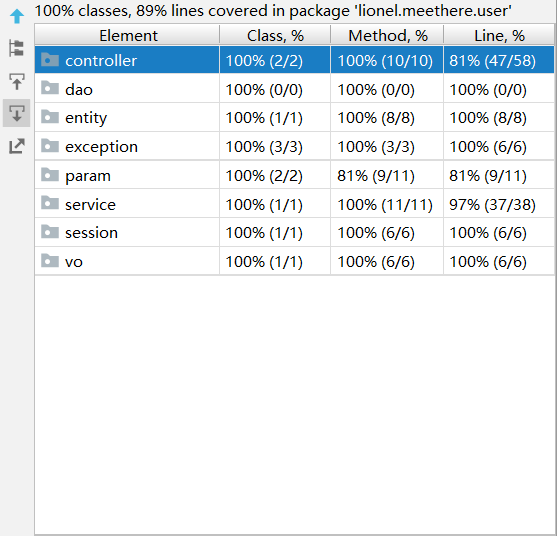 100% classes, 89% lines covered in package 'lionel.meethere.user'
Element Class, % Method, % Line, %
controller 100% (2/2) 100% (10/10) 81% (47/58)
dao 100% (0/0) 100% (0/0) 100% (0/0)
entity 100% (1/1) 100% (8/8) 100% (8/8)
exception 100% (3/3) 100% (3/3) 100% (6/6)
param 100% (2/2) 81% (9/11) 81% (9/11)
service 100% (1/1) 100% (11/11) 97% (37/38)
session 100% (1/1) 100% (6/6) 100% (6/6)
vo 100% (1/1) 100% (6/6) 100% (6/6)